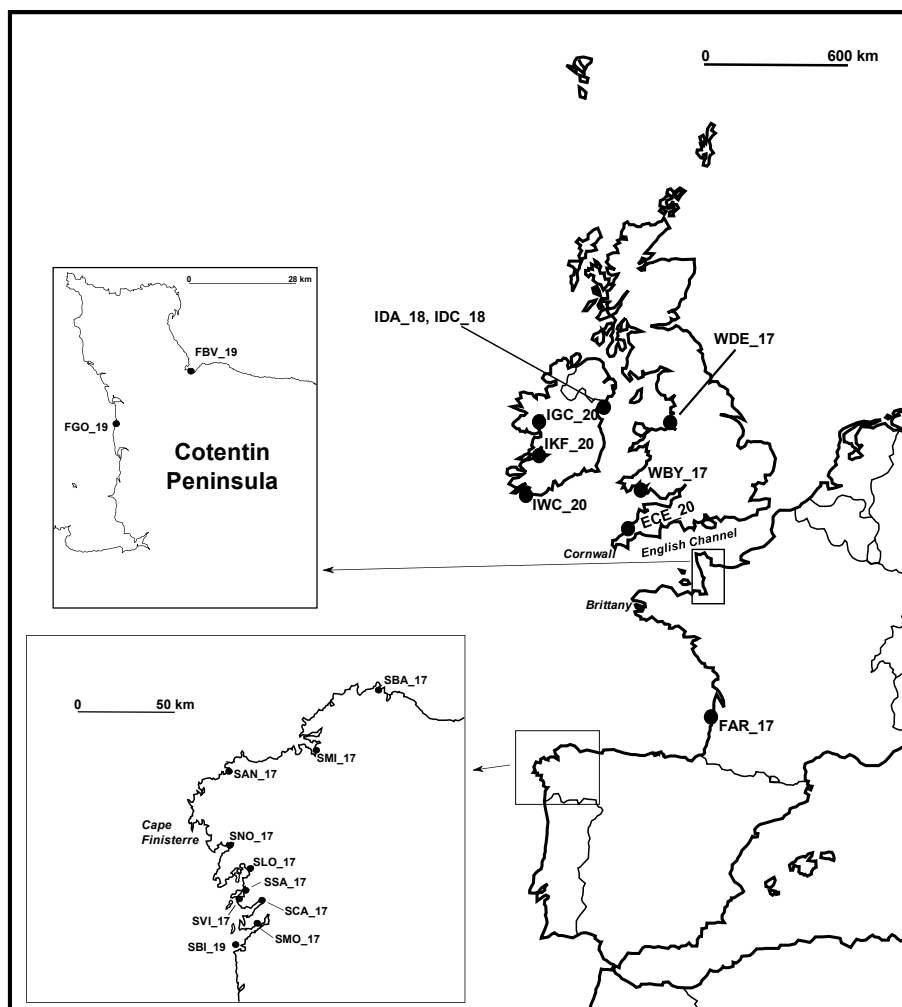 0 600 km
0 28 km
IDA_18, IDC_18
WDE_17
FBV_19
IGC_20
FGO_19
Cotentin
Peninsula
IKF_20
WBY_17
IWC_20
ECE_20
English Channel
Cornwall
Brittany
SBA_17
0 50 km
FAR_17
SMI_17
SAN_17
Cape
Finisterre
SNO_17
SLO_17
SSA_17
SVI_17
SCA_17
SMO_17
SBI_19